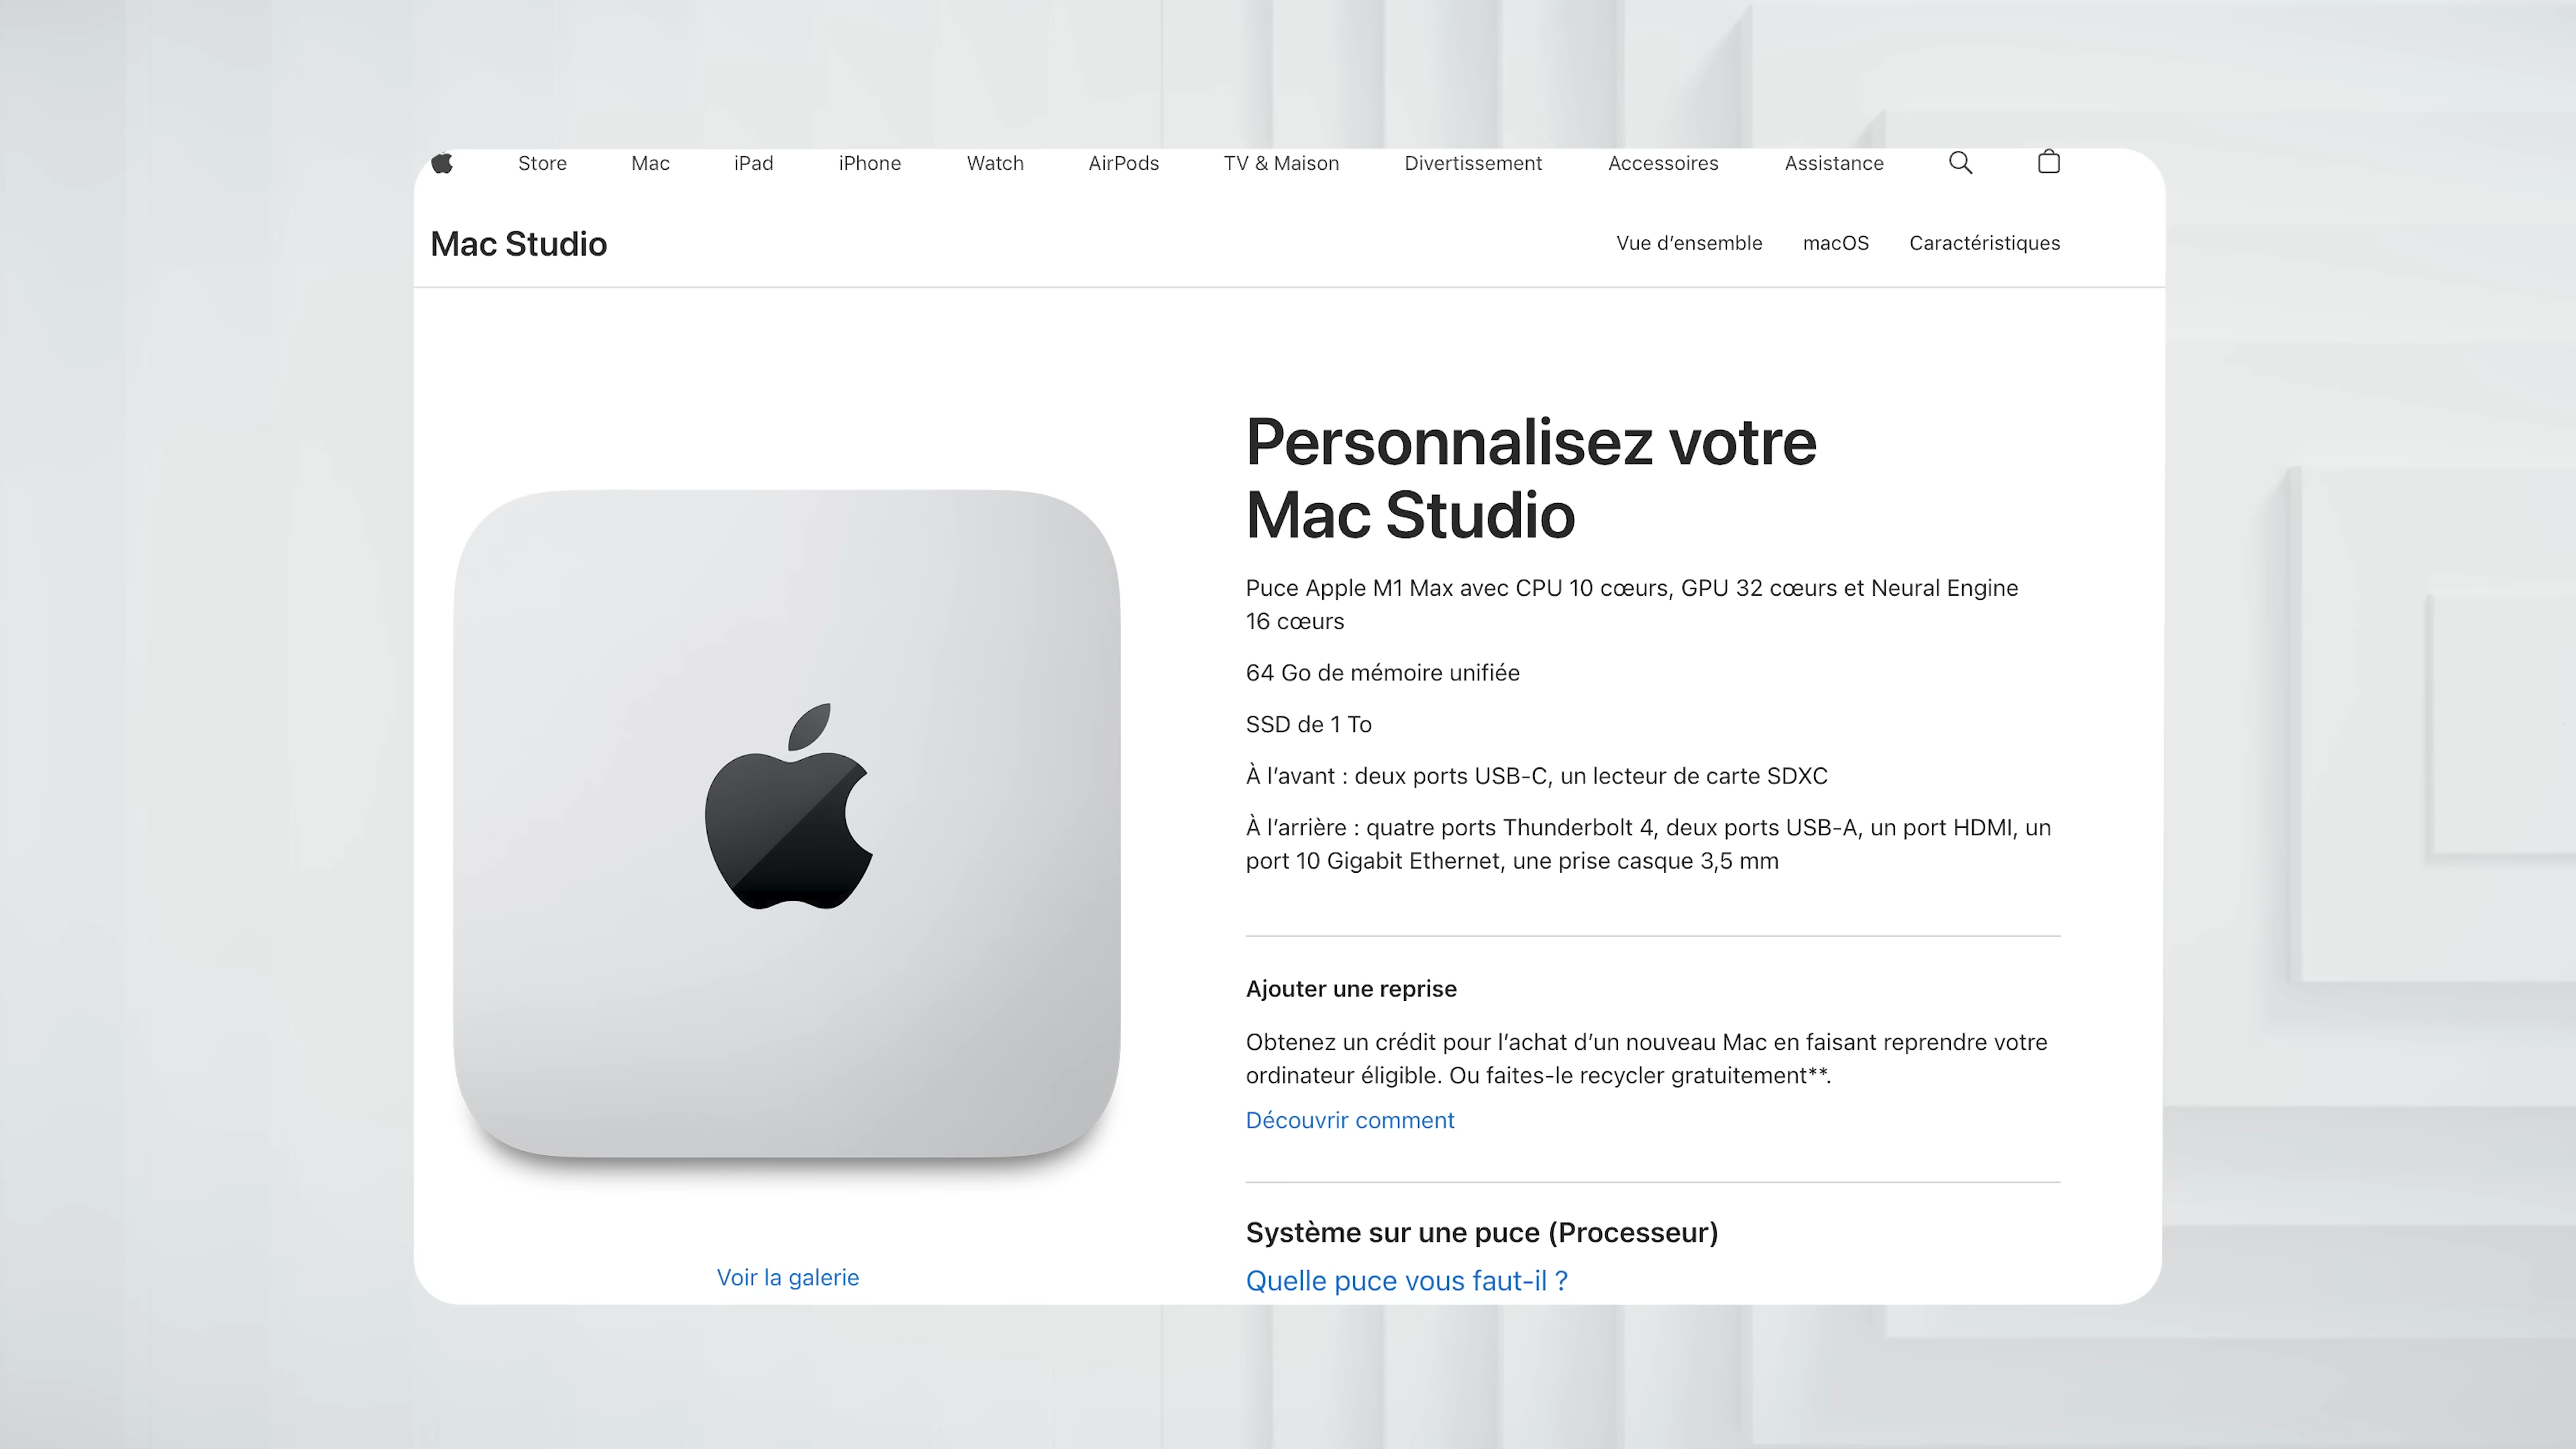 Store Mac iPad iPhone Watch AirPods TV & Maison Divertissement Accessoires Assistance
Mac Studio
Vue d’ensemble macOS Caractéristiques
Personnalisez votre
Mac Studio
Puce Apple M1 Max avec CPU 10 cœurs, GPU 32 cœurs et Neural Engine
16 cœurs
64 Go de mémoire unifiée
SSD de 1 To
À l’avant : deux ports USB-C, un lecteur de carte SDXC
À l’arrière : quatre ports Thunderbolt 4, deux ports USB-A, un port HDMI, un
port 10 Gigabit Ethernet, une prise casque 3,5 mm
Ajouter une reprise
Obtenez un crédit pour l’achat d’un nouveau Mac en faisant reprendre votre
ordinateur éligible. Ou faites-le recycler gratuitement**.
Découvrir comment
Système sur une puce (Processeur)
Quelle puce vous faut-il ?
Voir la galerie